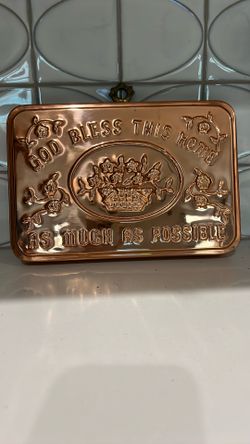 GOD BLESS THIS HOME
AS MUCH AS POSSIBLE